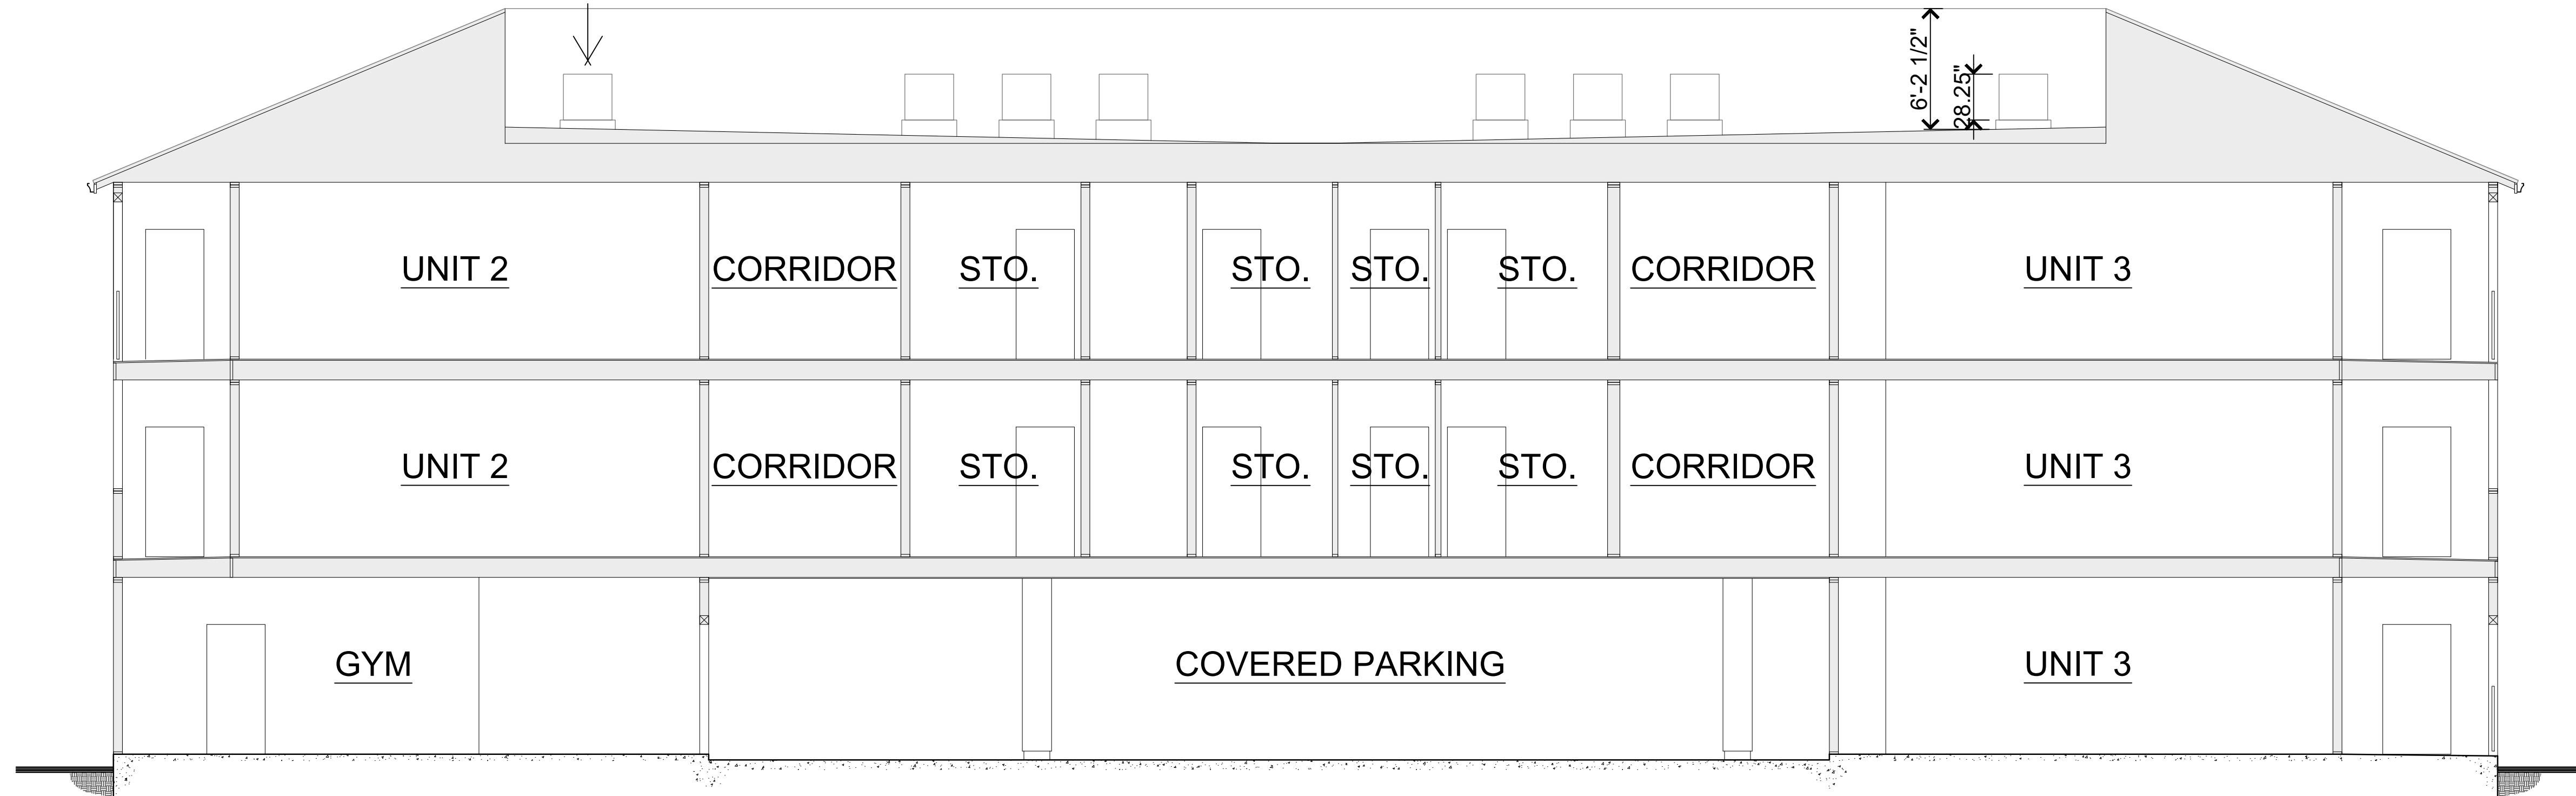 6'-2 1/2"
28.25"
UNIT 2
CORRIDOR
STO.
STO.
STO.
STO.
CORRIDOR
UNIT 3
UNIT 2
CORRIDOR
STO.
STO.
STO.
STO.
CORRIDOR
UNIT 3
GYM
COVERED PARKING
UNIT 3